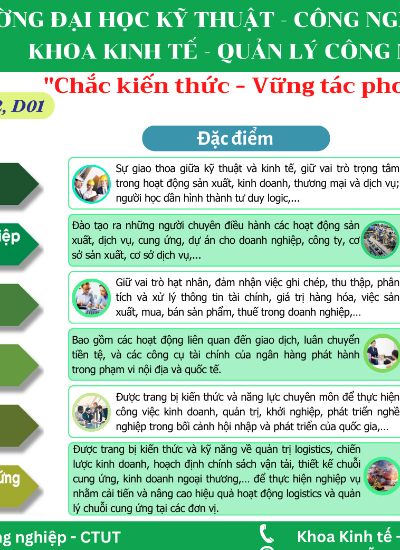 ỜNG ĐẠI HỌC KỸ THUẬT - CÔNG NG
KHOA KINH TẾ - QUẢN LÝ CÔNG
"Chắc kiến thức - Vững tác pho
, D01
Đặc điểm
Sự giao thoa giữa kỹ thuật và kinh tế, giữ vai trò trọng tâm
trong hoạt động sản xuất, kinh doanh, thương mại và dịch vụ;
người học dần hình thành tư duy logic,...
iệp
Đào tạo ra những người chuyên điều hành các hoạt động sản
xuất, dịch vụ, cung ứng, dự án cho doanh nghiệp, công ty, cơ
sở sản xuất, cơ sở dịch vụ,...
Giữ vai trò hạt nhân, đảm nhận việc ghi chép, thu thập, phân
tích và xử lý thông tin tài chính, giá trị hàng hóa, việc sản
xuất, mua, bán sản phẩm, thuế trong doanh nghiệp,...
Bao gồm các hoạt động liên quan đến giao dịch, luân chuyển
tiền tệ, và các công cụ tài chính của ngân hàng phát hành
trong phạm vi nội địa và quốc tế.
Được trang bị kiến thức và năng lực chuyên môn để thực hiện
công việc kinh doanh, quản trị, khởi nghiệp, phát triển nghề
nghiệp trong bối cảnh hội nhập và phát triển của quốc gia,...
ứng
Được trang bị kiến thức và kỹ năng về quản trị logistics, chiến
lược kinh doanh, hoạch định chính sách vận tải, thiết kế chuỗi
cung ứng, kinh doanh ngoại thương,... để thực hiện nghiệp vụ
nhằm cải tiến và nâng cao hiệu quả hoạt động logistics và quản
lý chuỗi cung ứng tại các đơn vị.
ng nghiệp - CTUT
Khoa Kinh tế -